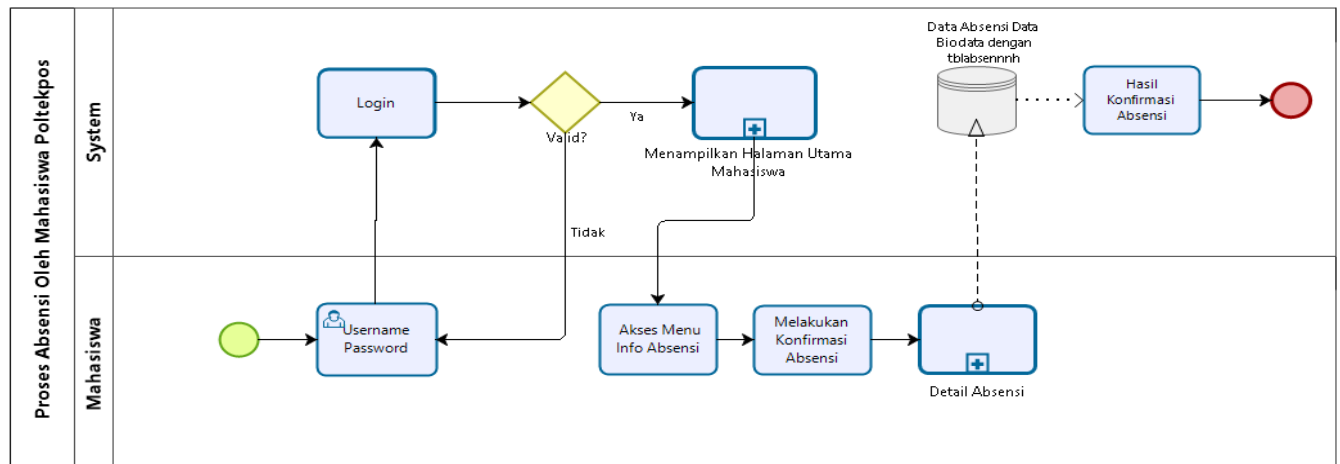 Proses Absensi Oleh Mahasiswa Poltekpos
System
Login
Valid?
Ya
Tidak
Menampilkan Halaman Utama
Mahasiswa
Data Absensi Data
Biodata dengan
tblabsennnh
Hasil
Konfirmasi
Absensi
Mahasiswa
Username
Password
Akses Menu
Info Absensi
Melakukan
Konfirmasi
Absensi
Detail Absensi